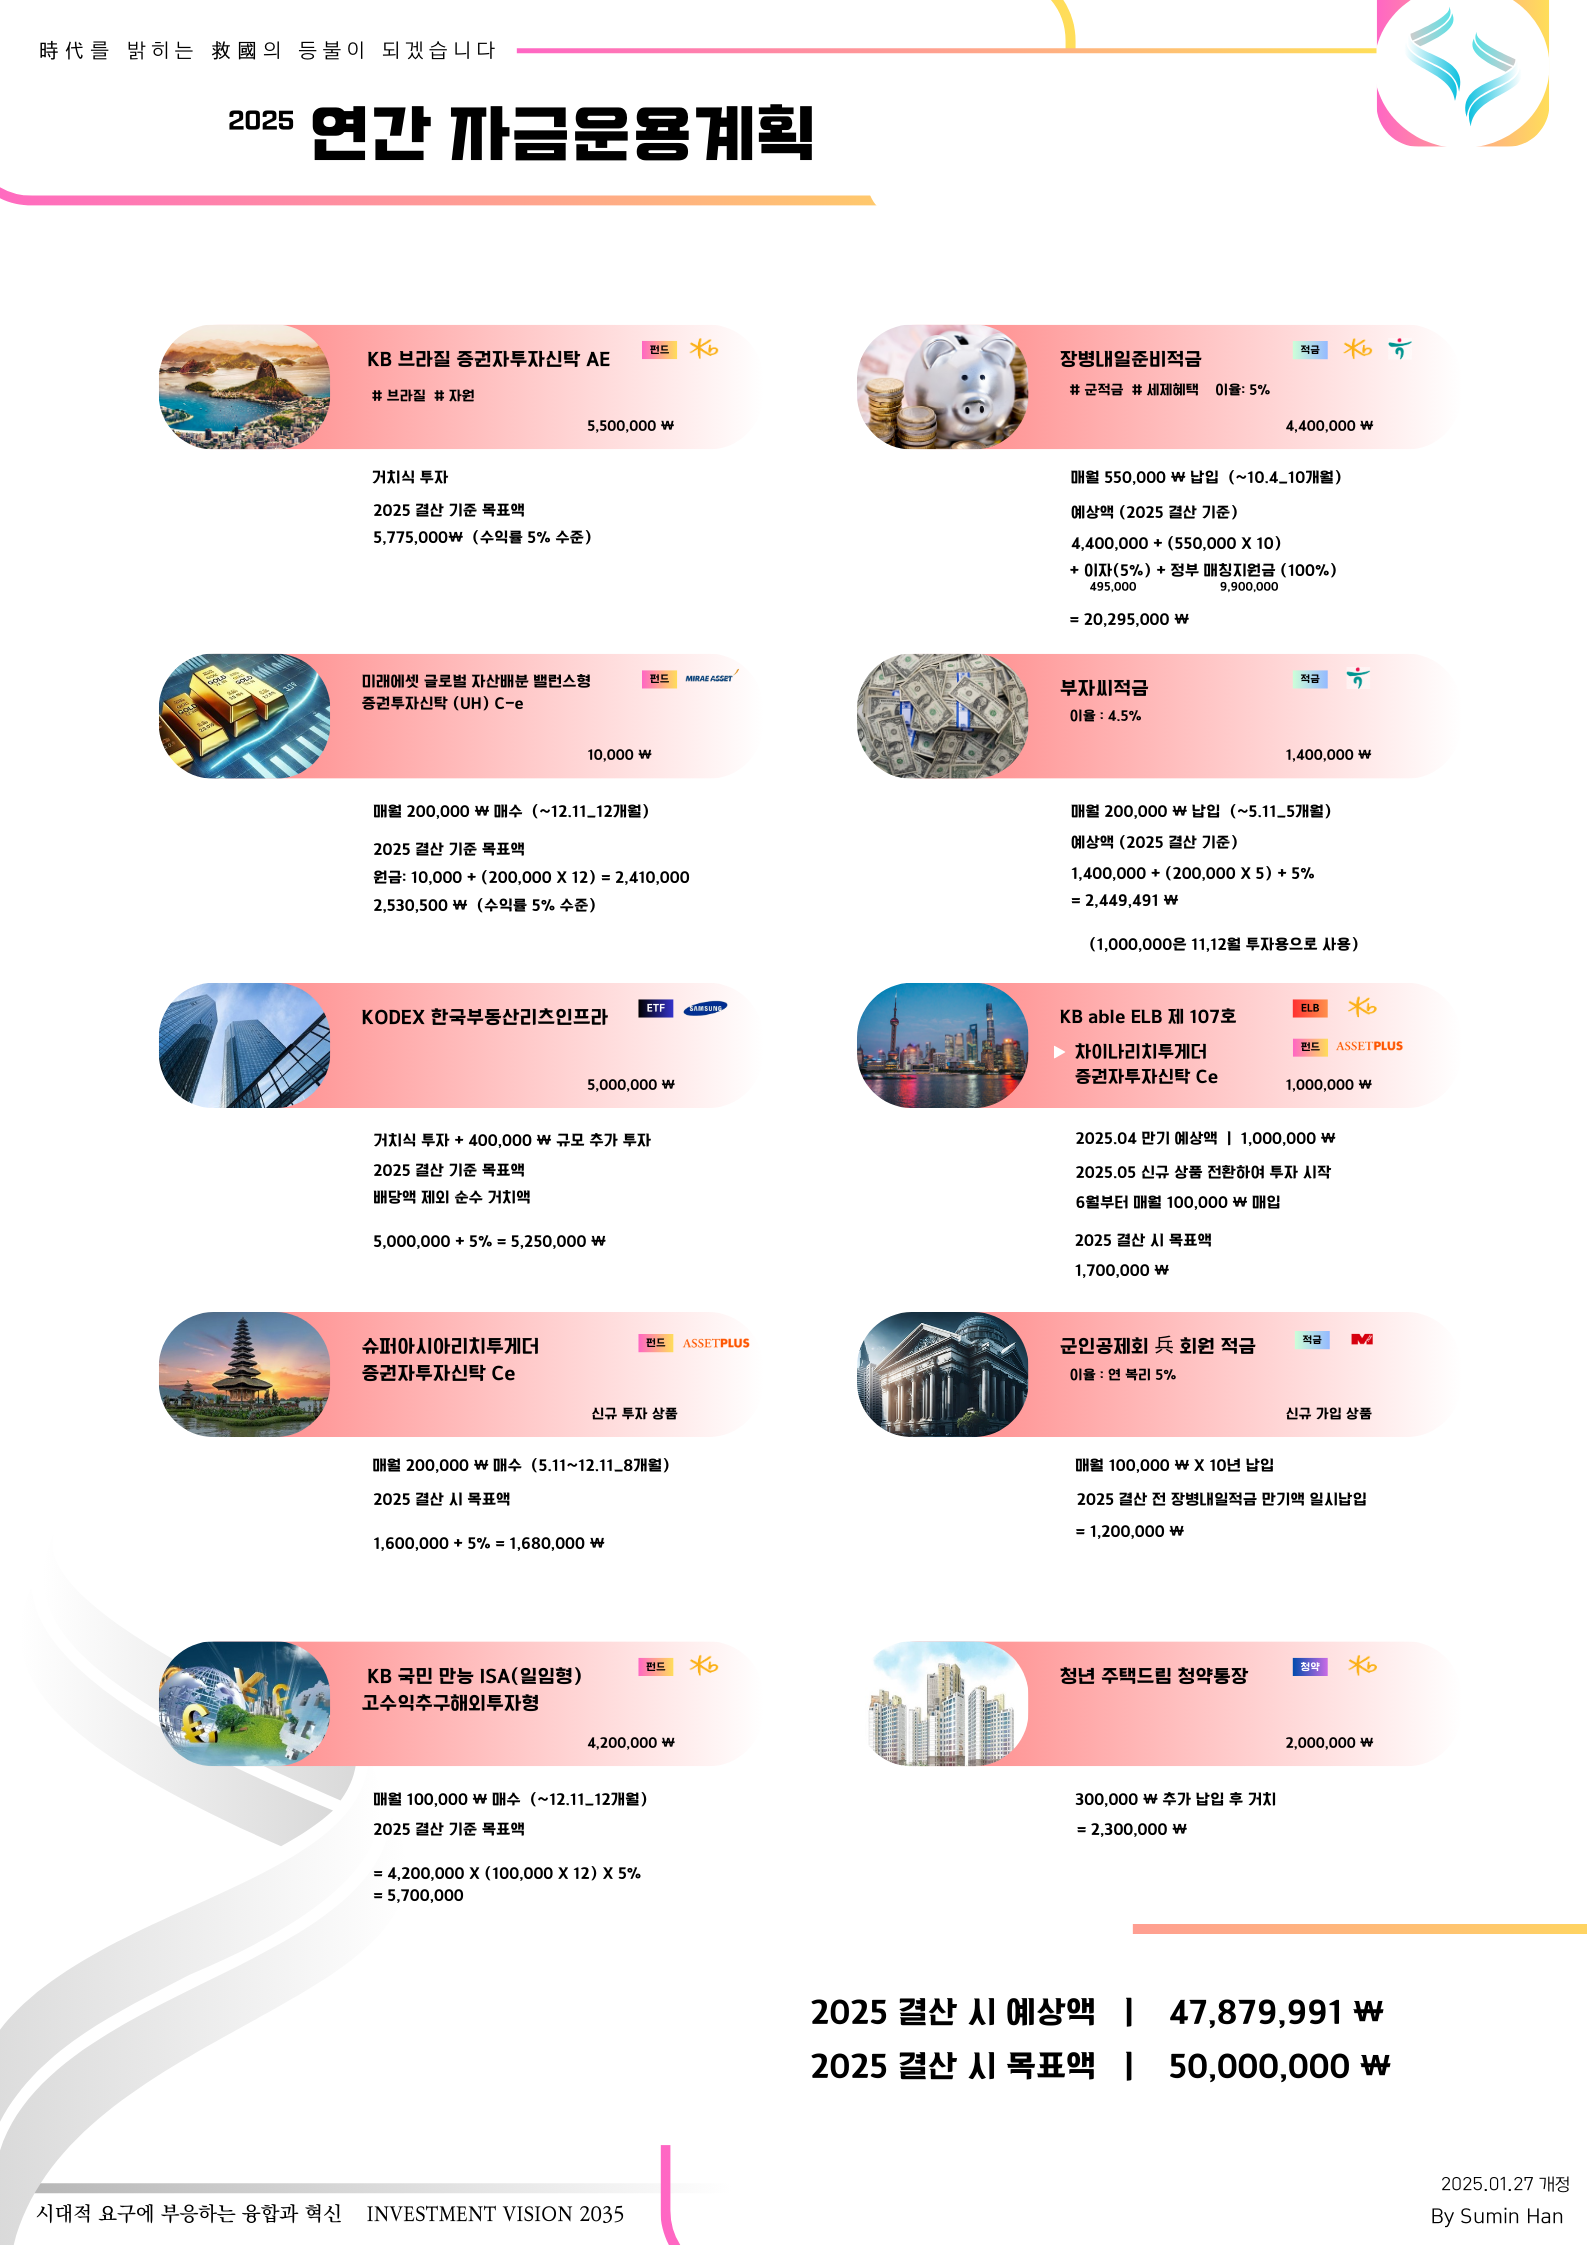 時代를 밝히는 救國의 등불이 되겠습니다
2025 연간 자금운용계획
KB 브라질 증권자투자신탁 AE
펀드
# 브라질 # 자원
5,500,000 ₩
거치식 투자
2025 결산 기준 목표액
5,775,000₩ (수익률 5% 수준)
장병내일준비적금
적금
# 군적금 # 세제혜택 이율: 5%
4,400,000 ₩
매월 550,000 ₩ 납입 (~10.4_10개월)
예상액 (2025 결산 기준)
4,400,000 + (550,000 X 10)
+ 이자(5%) + 정부 매칭지원금 (100%)
495,000 9,900,000
= 20,295,000 ₩
미래에셋 글로벌 자산배분 밸런스형
증권투자신탁 (UH) C-e
펀드 MIRAE ASSET
10,000 ₩
매월 200,000 ₩ 매수 (~12.11_12개월)
2025 결산 기준 목표액
원금: 10,000 + (200,000 X 12) = 2,410,000
2,530,500 ₩ (수익률 5% 수준)
부자씨적금
적금
이율 : 4.5%
1,400,000 ₩
매월 200,000 ₩ 납입 (~5.11_5개월)
예상액 (2025 결산 기준)
1,400,000 + (200,000 X 5) + 5%
= 2,449,491 ₩
(1,000,000은 11,12월 투자용으로 사용)
KODEX 한국부동산리츠인프라
ETF SAMSUNG
5,000,000 ₩
거치식 투자 + 400,000 ₩ 규모 추가 투자
2025 결산 기준 목표액
배당액 제외 순수 거치액
5,000,000 + 5% = 5,250,000 ₩
KB able ELB 제 107호
ELB
차이나리치투게더
증권자투자신탁 Ce
펀드 ASSETPLUS
1,000,000 ₩
2025.04 만기 예상액 | 1,000,000 ₩
2025.05 신규 상품 전환하여 투자 시작
6월부터 매월 100,000 ₩ 매입
2025 결산 시 목표액
1,700,000 ₩
슈퍼아시아리치투게더
증권자투자신탁 Ce
펀드 ASSETPLUS
신규 투자 상품
매월 200,000 ₩ 매수 (5.11~12.11_8개월)
2025 결산 시 목표액
1,600,000 + 5% = 1,680,000 ₩
군인공제회 兵 회원 적금
적금
이율 : 연 복리 5%
신규 가입 상품
매월 100,000 ₩ X 10년 납입
2025 결산 전 장병내일적금 만기액 일시납입
= 1,200,000 ₩
KB 국민 만능 ISA(일임형)
고수익추구해외투자형
펀드
4,200,000 ₩
매월 100,000 ₩ 매수 (~12.11_12개월)
2025 결산 기준 목표액
= 4,200,000 X (100,000 X 12) X 5%
= 5,700,000
청년 주택드림 청약통장
청약
2,000,000 ₩
300,000 ₩ 추가 납입 후 거치
= 2,300,000 ₩
2025 결산 시 예상액 | 47,879,991 ₩
2025 결산 시 목표액 | 50,000,000 ₩
시대적 요구에 부응하는 융합과 혁신 INVESTMENT VISION 2035
2025.01.27 개정
By Sumin Han